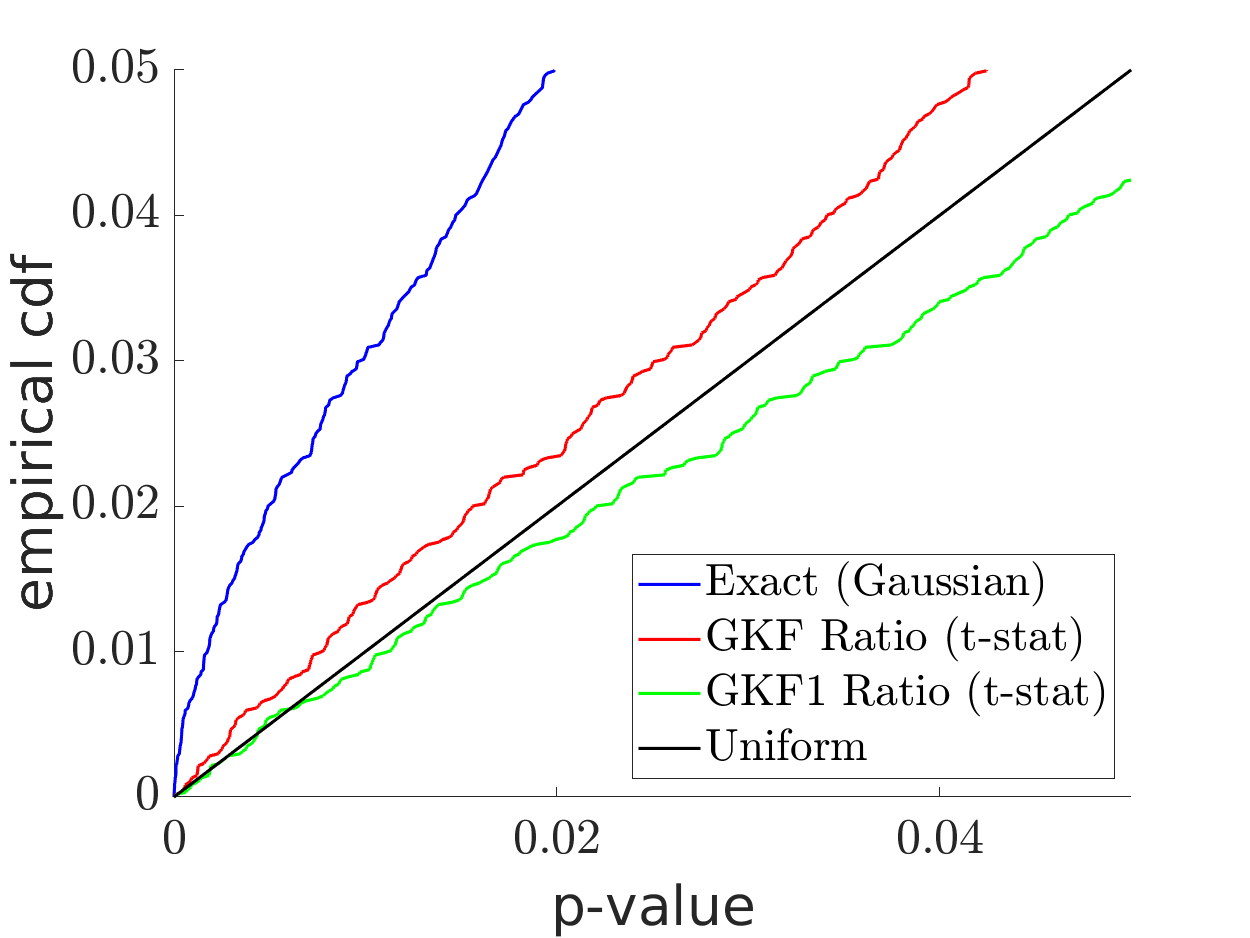 0.05
0.04
0.03
0.02
0.01
0
empirical cdf
Exact (Gaussian)
GKF Ratio (t-stat)
GKF1 Ratio (t-stat)
Uniform
0 0.02 0.04
p-value